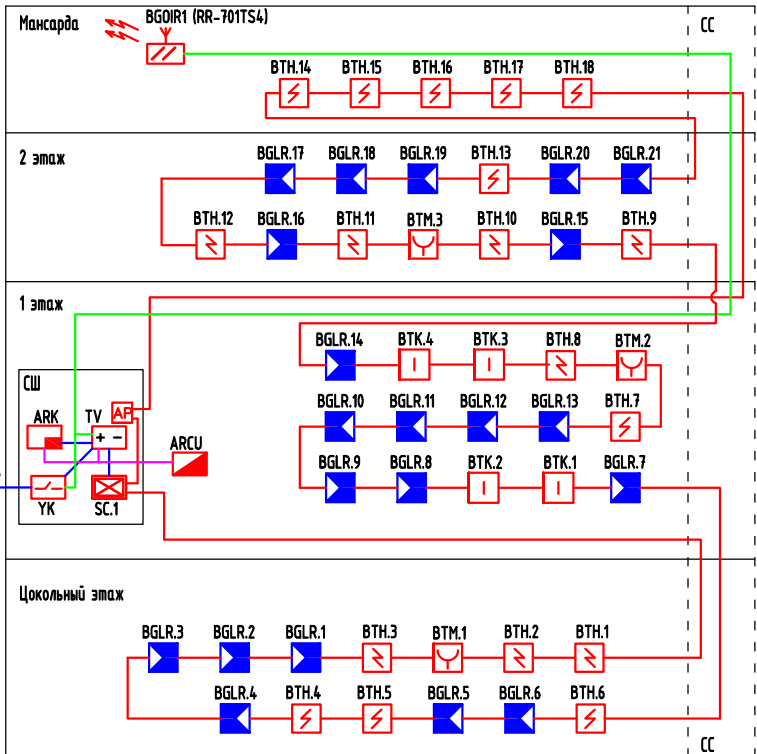 Мансарда
BGOIR1 (RR-701TS4)
СС
BTH.14 BTH.15 BTH.16 BTH.17 BTH.18
2 этаж
BGLR.17 BGLR.18 BGLR.19 BTH.13 BGLR.20 BGLR.21
BTH.12 BGLR.16 BTH.11 BTM.3 BTH.10 BGLR.15 BTH.9
1 этаж
BGLR.14 BTK.4 BTK.3 BTH.8 BTM.2
СШ
ARK TV AP
BGLR.10 BGLR.11 BGLR.12 BGLR.13 BTH.7
+ -
ARCU
BGLR.9 BGLR.8 BTK.2 BTK.1 BGLR.7
YK SC.1
Цокольный этаж
BGLR.3 BGLR.2 BGLR.1 BTH.3 BTM.1 BTH.2 BTH.1
BGLR.4 BTH.4 BTH.5 BGLR.5 BGLR.6 BTH.6
СС